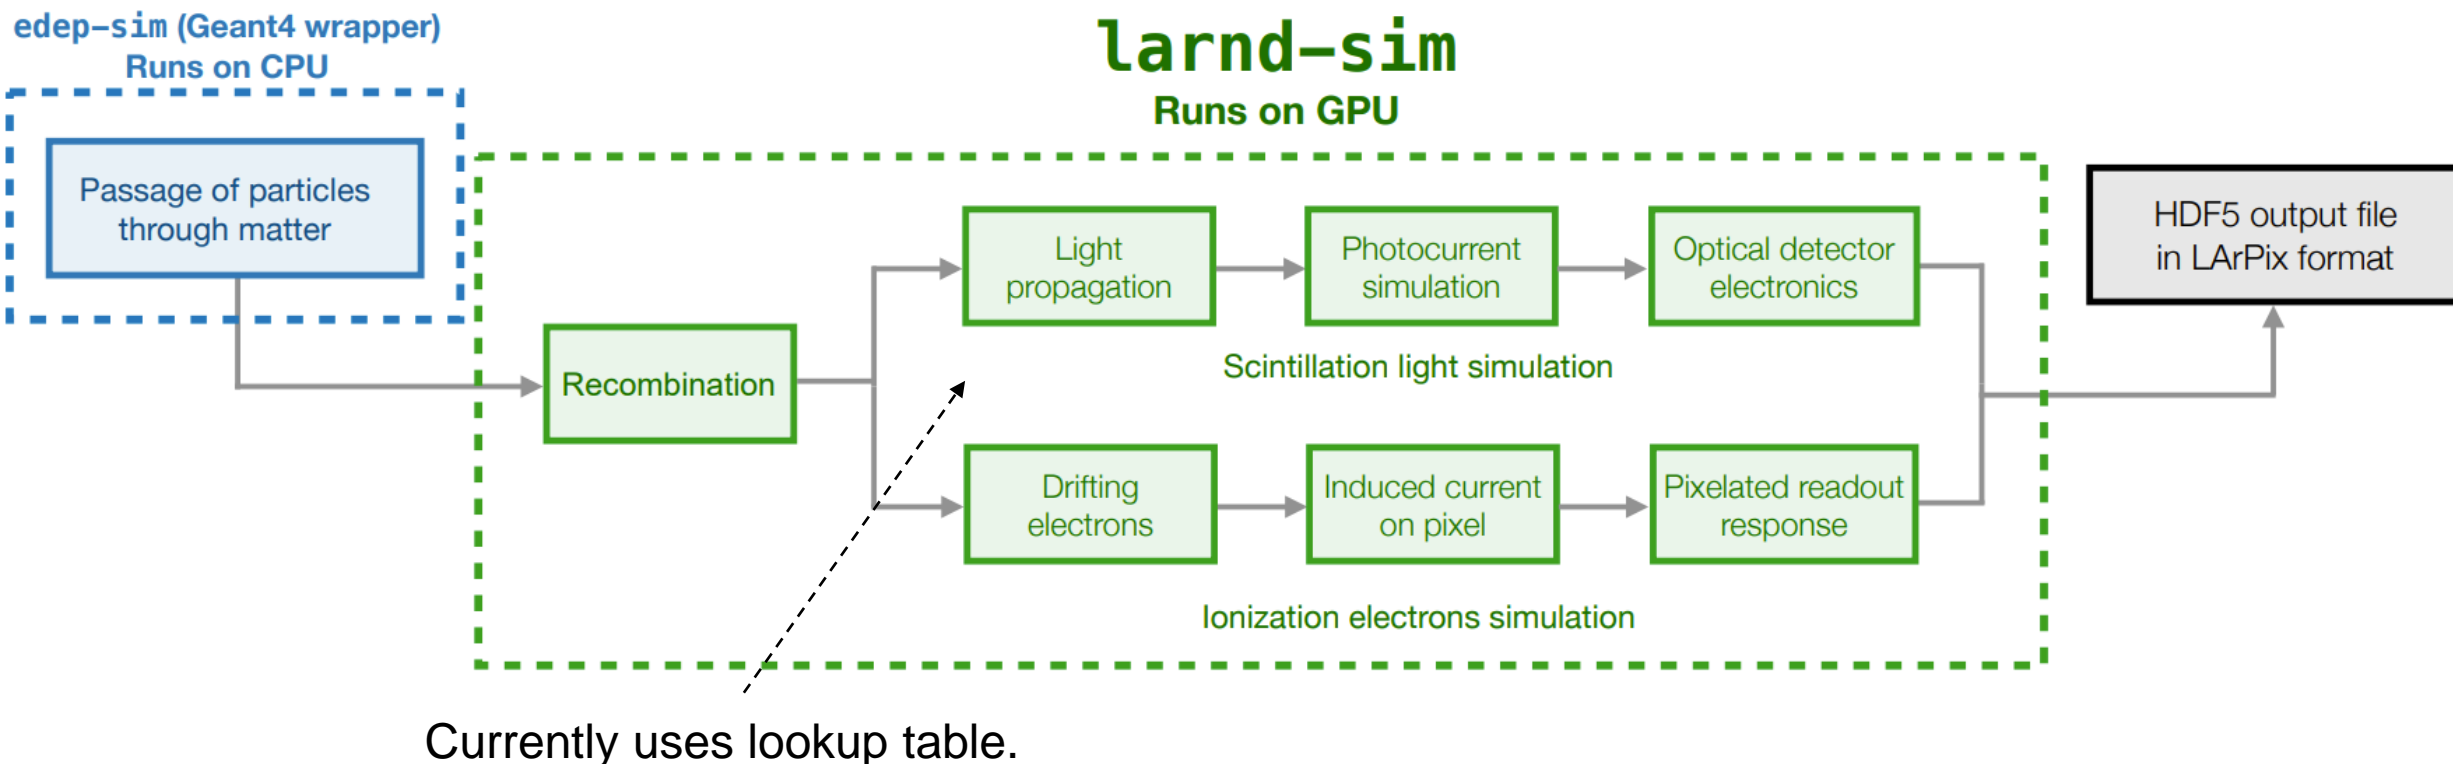 edep-sim (Geant4 wrapper)
Runs on CPU
larnd-sim
Runs on GPU
Passage of particles
through matter
Recombination
Light
propagation
Photocurrent
simulation
Optical detector
electronics
Scintillation light simulation
Drifting
electrons
Induced current
on pixel
Pixelated readout
response
Ionization electrons simulation
HDF5 output file
in LArPix format
Currently uses lookup table.